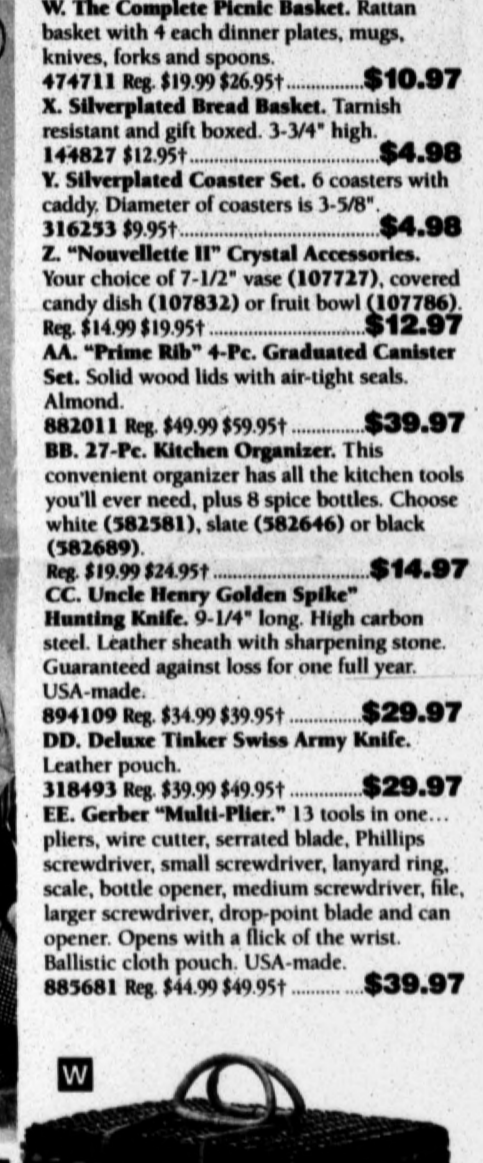 W. The Complete Picnic Basket. Rattan
basket with 4 each dinner plates, mugs,
knives, forks and spoons.
474711 Reg. $19.99 $26.95†................$10.97
X. Silverplated Bread Basket. Tarnish
resistant and gift boxed. 3-3/4" high.
144827 $12.95†.......................................$4.98
Y. Silverplated Coaster Set. 6 coasters with
caddy. Diameter of coasters is 3-5/8".
316253 $9.95†.........................................$4.98
Z. "Nouvellette II" Crystal Accessories.
Your choice of 7-1/2" vase (107727), covered
candy dish (107832) or fruit bowl (107786).
Reg. $14.99 $19.95† ................................$12.97
AA. "Prime Rib" 4-Pc. Graduated Canister
Set. Solid wood lids with air-tight seals.
Almond.
882011 Reg. $49.99 $59.95† ...............$39.97
BB. 27-Pc. Kitchen Organizer. This
convenient organizer has all the kitchen tools
you'll ever need, plus 8 spice bottles. Choose
white (582581), slate (582646) or black
(582689).
Reg. $19.99 $24.95† ................................$14.97
CC. Uncle Henry Golden Spike"
Hunting Knife. 9-1/4" long. High carbon
steel. Leather sheath with sharpening stone.
Guaranteed against loss for one full year.
USA-made.
894109 Reg. $34.99 $39.95† ...............$29.97
DD. Deluxe Tinker Swiss Army Knife.
Leather pouch.
318493 Reg. $39.99 $49.95† ...............$29.97
EE. Gerber "Multi-Plier." 13 tools in one...
pliers, wire cutter, serrated blade, Phillips
screwdriver, small screwdriver, lanyard ring,
scale, bottle opener, medium screwdriver, file,
larger screwdriver, drop-point blade and can
opener. Opens with a flick of the wrist.
Ballistic cloth pouch. USA-made.
885681 Reg. $44.99 $49.95† .......... ....$39.97
W